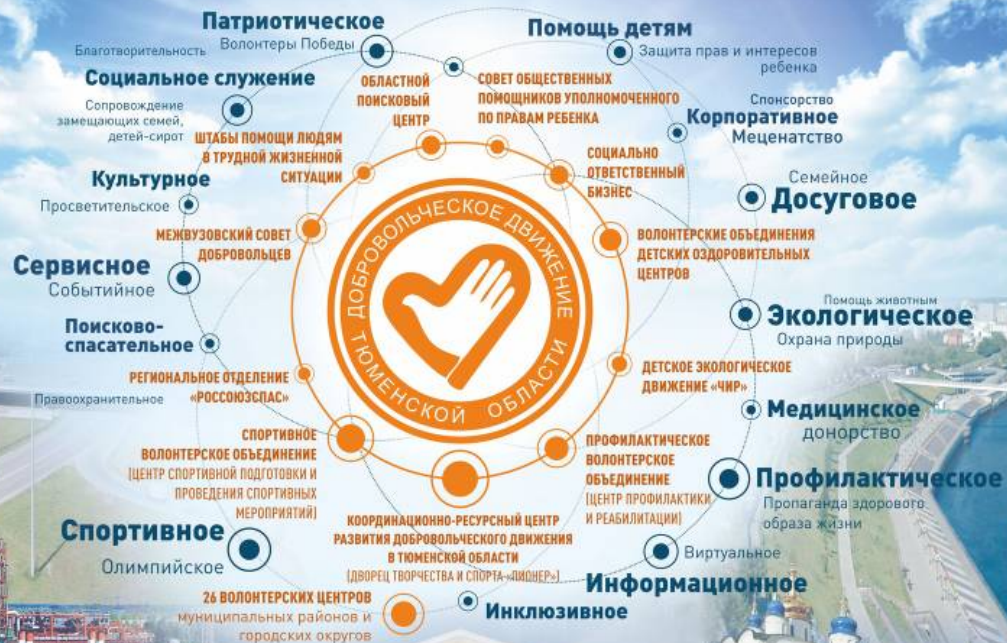 Патриотическое
Волонтеры Победы
Благотворительность
Социальное служение
Сопровождение
замещающих семей,
детей-сирот
Культурное
Просветительское
Сервисное
Событийное
Поисково-
спасательное
Правоохранительное
Спортивное
Олимпийское
Помощь детям
Защита прав и интересов
ребенка
Спонсорство
Корпоративное
Меценатство
Семейное
Досуговое
Помощь животным
Экологическое
Охрана природы
Медицинское
донорство
Профилактическое
Пропаганда здорового
образа жизни
Виртуальное
Информационное
Инклюзивное
ОБЛАСТНОЙ
ПОИСКОВЫЙ
ЦЕНТР
СОВЕТ ОБЩЕСТВЕННЫХ
ПОМОЩНИКОВ УПОЛНОМОЧЕННОГО
ПО ПРАВАМ РЕБЕНКА
ШТАБЫ ПОМОЩИ ЛЮДЯМ
В ТРУДНОЙ ЖИЗНЕННОЙ
СИТУАЦИИ
СОЦИАЛЬНО
ОТВЕТСТВЕННЫЙ
БИЗНЕС
МЕЖВУЗОВСКИЙ СОВЕТ
ДОБРОВОЛЬЦЕВ
ВОЛОНТЕРСКИЕ ОБЪЕДИНЕНИЯ
ДЕТСКИХ ОЗДОРОВИТЕЛЬНЫХ
ЦЕНТРОВ
ДОБРОВОЛЬЧЕСКОЕ ДВИЖЕНИЕ
ТЮМЕНСКОЙ ОБЛАСТИ
РЕГИОНАЛЬНОЕ ОТДЕЛЕНИЕ
«РОССОЮЗСПАС»
ДЕТСКОЕ ЭКОЛОГИЧЕСКОЕ
ДВИЖЕНИЕ «ЧИР»
СПОРТИВНОЕ
ВОЛОНТЕРСКОЕ ОБЪЕДИНЕНИЕ
(ЦЕНТР СПОРТИВНОЙ ПОДГОТОВКИ И
ПРОВЕДЕНИЯ СПОРТИВНЫХ
МЕРОПРИЯТИЙ)
ПРОФИЛАКТИЧЕСКОЕ
ВОЛОНТЕРСКОЕ
ОБЪЕДИНЕНИЕ
(ЦЕНТР ПРОФИЛАКТИКИ
И РЕАБИЛИТАЦИИ)
КООРДИНАЦИОННО-РЕСУРСНЫЙ ЦЕНТР
РАЗВИТИЯ ДОБРОВОЛЬЧЕСКОГО ДВИЖЕНИЯ
В ТЮМЕНСКОЙ ОБЛАСТИ
(ДВОРЕЦ ТВОРЧЕСТВА И СПОРТА «ПИОНЕР»)
26 ВОЛОНТЕРСКИХ ЦЕНТРОВ
муниципальных районов и
городских округов